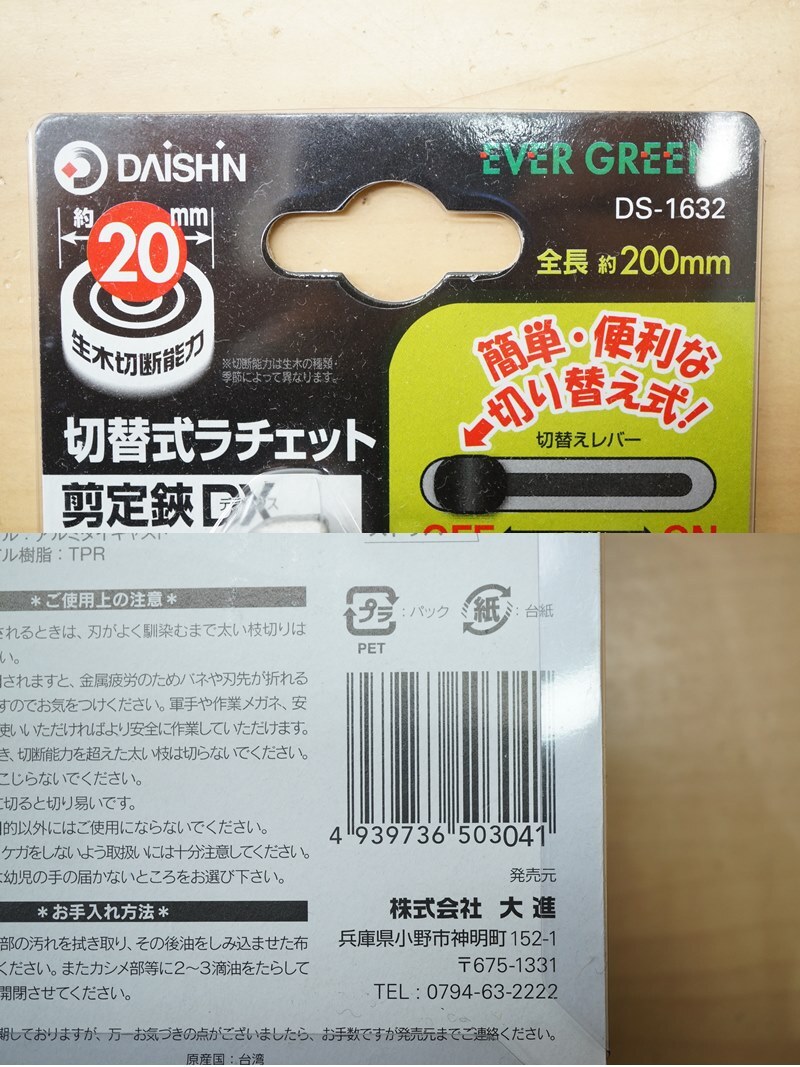 DAISHIN
EVER GREEN
DS-1632
約20mm
全長 約200mm
生木切断能力
※切断能力は生木の種類・
季節によって異なります。
簡単・便利な
切り替え式!
切替えレバー
切替式ラチェット
剪定鋏DX
OFF ON
ル樹脂：TPR
＊ご使用上の注意＊
されるときは、刃がよく馴染むまで太い枝切りは
い。
されますと、金属疲労のためバネや刃先が折れる
すのでお気をつけください。軍手や作業メガネ、安
使いいただければより安全に作業していただけます。
き、切断能力を超えた太い枝は切らないでください。
こじらないでください。
に切ると切り易いです。
目的以外にはご使用にならないでください。
ケガをしないよう取扱いには十分注意してください。
幼児の手の届かないところをお選び下さい。
＊お手入れ方法＊
部の汚れを拭き取り、その後油をしみ込ませた布
ください。またカシメ部等に2〜3滴油をたらして
開閉させてください。
プラ：パック 紙：台紙
PET
4 939736 503041
発売元
株式会社 大進
兵庫県小野市神明町152-1
〒675-1331
TEL：0794-63-2222
期しておりますが、万一お気づきの点がございましたら、お手数ですが発売元までご連絡ください。
原産国：台湾